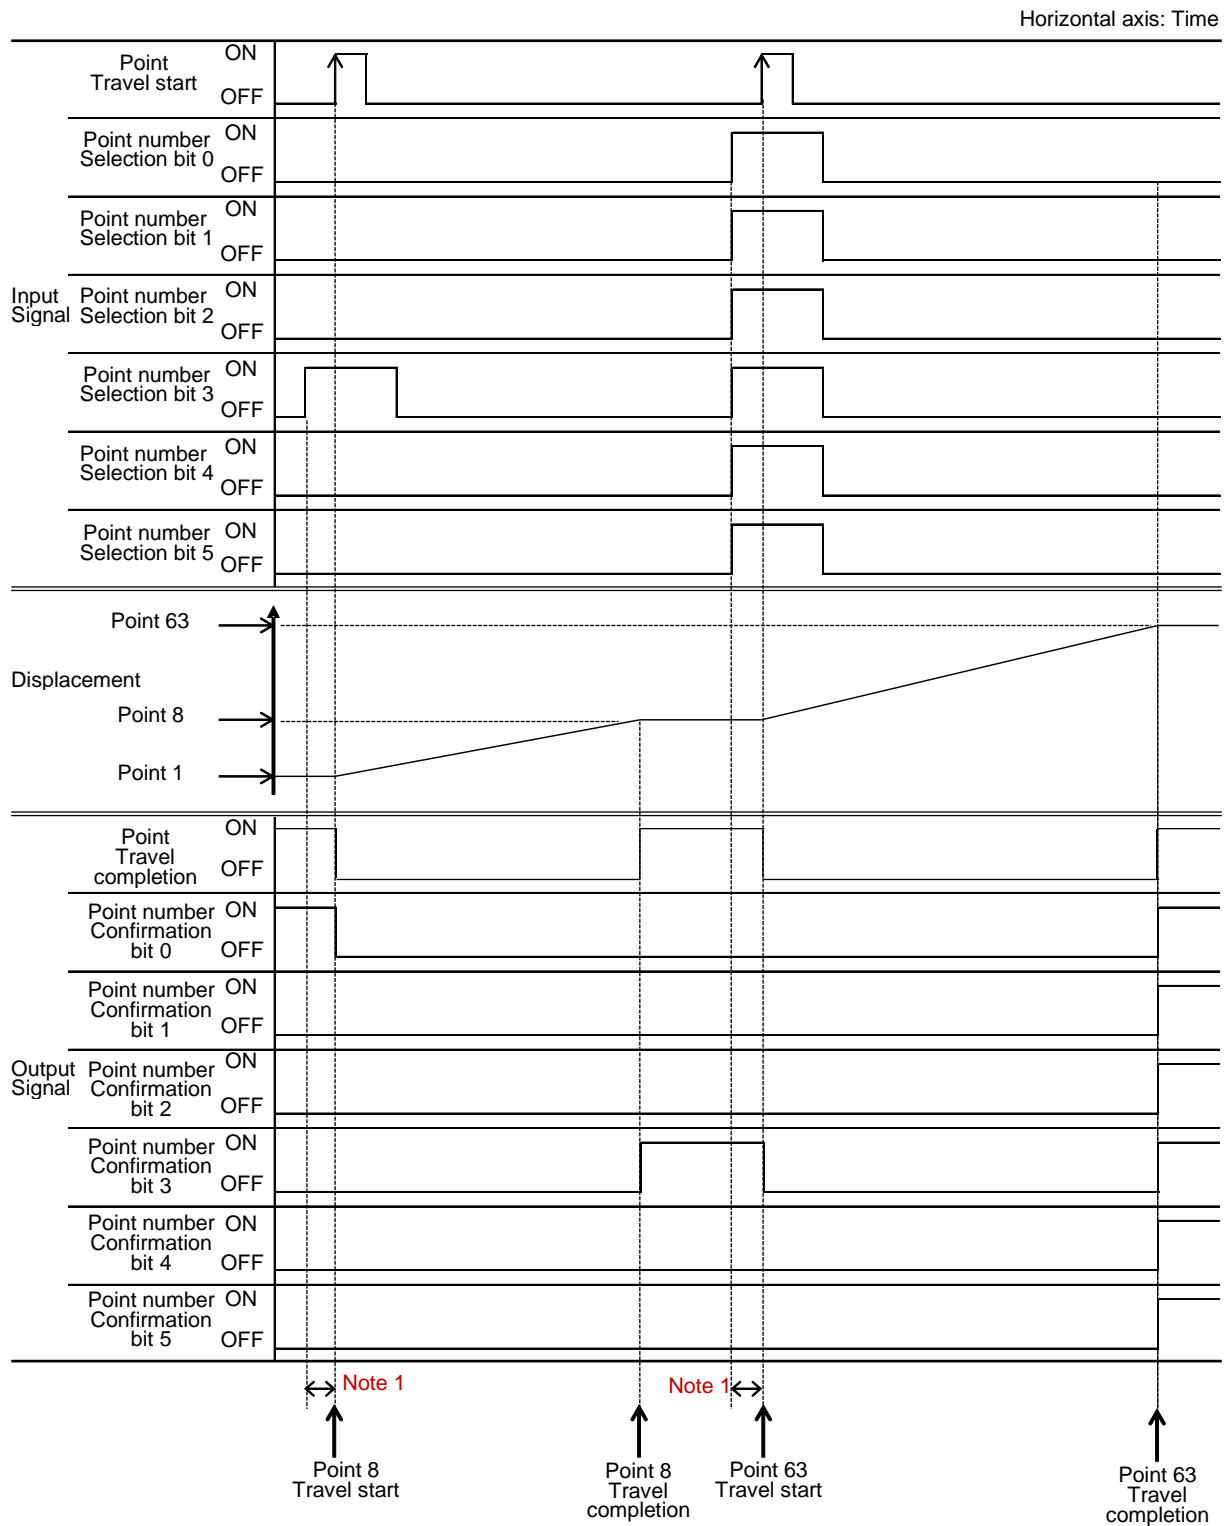 Horizontal axis: Time
Point
Travel start
ON
OFF
Point number
Selection bit 0
ON
OFF
Point number
Selection bit 1
ON
OFF
Input
Signal
Point number
Selection bit 2
ON
OFF
Point number
Selection bit 3
ON
OFF
Point number
Selection bit 4
ON
OFF
Point number
Selection bit 5
ON
OFF
Point 63
Displacement
Point 8
Point 1
Point
Travel
completion
ON
OFF
Point number
Confirmation
bit 0
ON
OFF
Point number
Confirmation
bit 1
ON
OFF
Output
Signal
Point number
Confirmation
bit 2
ON
OFF
Point number
Confirmation
bit 3
ON
OFF
Point number
Confirmation
bit 4
ON
OFF
Point number
Confirmation
bit 5
ON
OFF
Note 1
Note 1
Point 8
Travel start
Point 8
Travel
completion
Point 63
Travel start
Point 63
Travel
completion